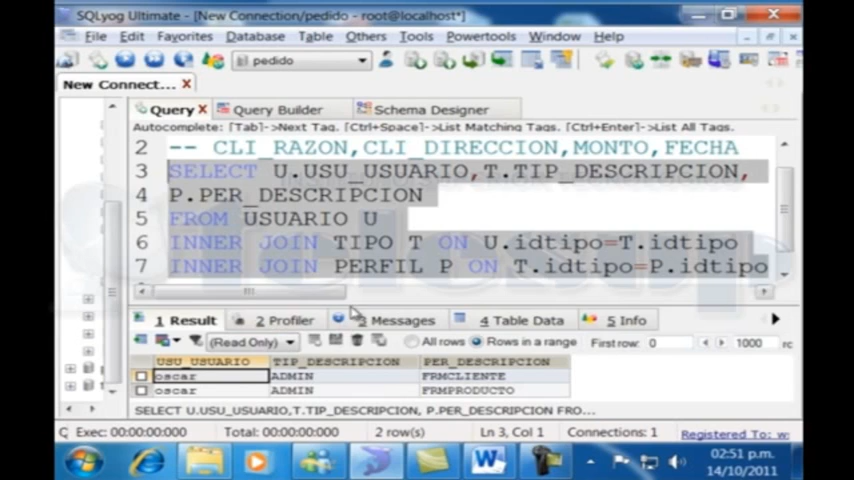 SQLyog Ultimate - [New Connection/pedido - root@localhost*]
File Edit Favorites Database Table Others Tools Powertools Window Help
pedido
New Connect... X
Query X Query Builder Schema Designer
Autocomplete: [Tab]->Next Tag. [Ctrl+Space]->List Matching Tags. [Ctrl+Enter]->List All Tags.
2 -- CLI_RAZON,CLI_DIRECCION,MONTO,FECHA
3 SELECT U.USU_USUARIO,T.TIP_DESCRIPCION,
4 P.PER_DESCRIPCION
5 FROM USUARIO U
6 INNER JOIN TIPO T ON U.idtipo=T.idtipo
7 INNER JOIN PERFIL P ON T.idtipo=P.idtipo
1 Result 2 Profiler 3 Messages 4 Table Data 5 Info
(Read Only) All rows Rows in a range First row: 0 1000
USU_USUARIO TIP_DESCRIPCION PER_DESCRIPCION
oscar ADMIN FRMCLIENTE
oscar ADMIN FRMPRODUCTO
SELECT U.USU_USUARIO,T.TIP_DESCRIPCION, P.PER_DESCRIPCION FRO...
Exec: 00:00:00:000 Total: 00:00:00:000 2 row(s) Ln 3, Col 1 Connections: 1 Registered To: w
02:51 p.m.
14/10/2011